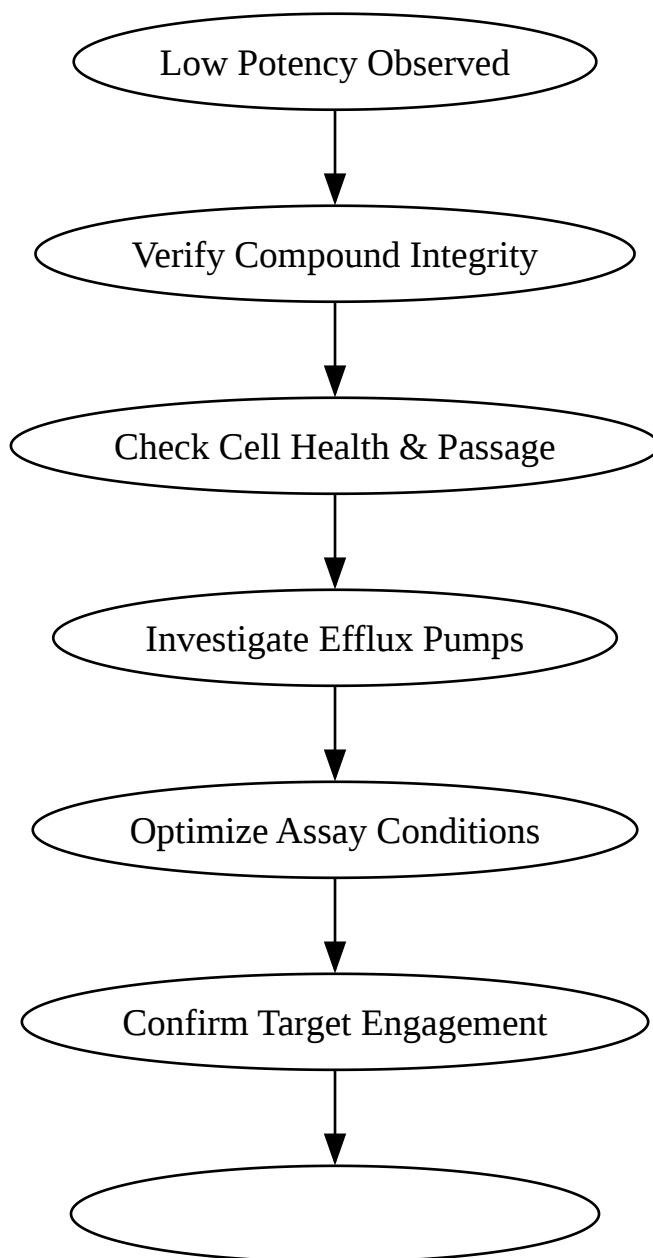 Low Potency Observed
Verify Compound Integrity
Check Cell Health & Passage
Investigate Efflux Pumps
Optimize Assay Conditions
Confirm Target Engagement